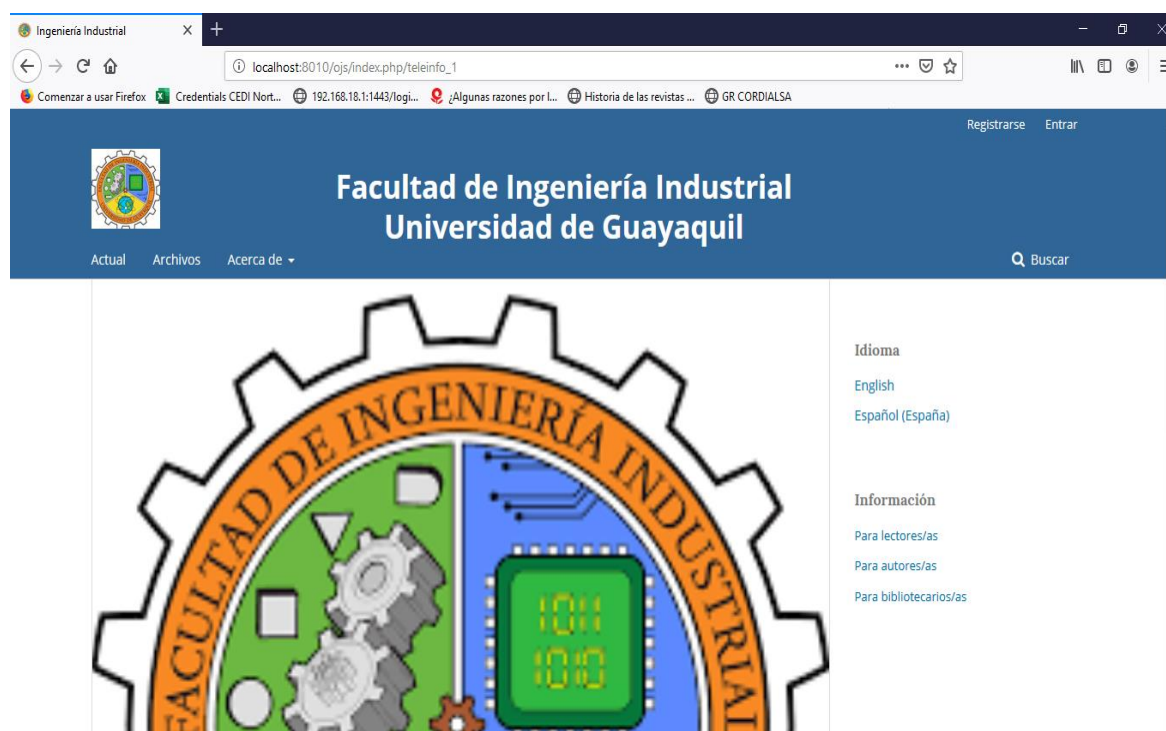 Ingeniería Industrial
localhost:8010/ojs/index.php/teleinfo_1
Comenzar a usar Firefox Credentials CEDI Nort... 192.168.18.1:1443/logi... ¿Algunas razones por l... Historia de las revistas ... GR CORDIALSA
Registrarse Entrar
Facultad de Ingeniería Industrial
Universidad de Guayaquil
Actual Archivos Acerca de
Buscar
FACULTAD DE INGENIERÍA INDUSTRIAL
1011
1010
Idioma
English
Español (España)
Información
Para lectores/as
Para autores/as
Para bibliotecarios/as